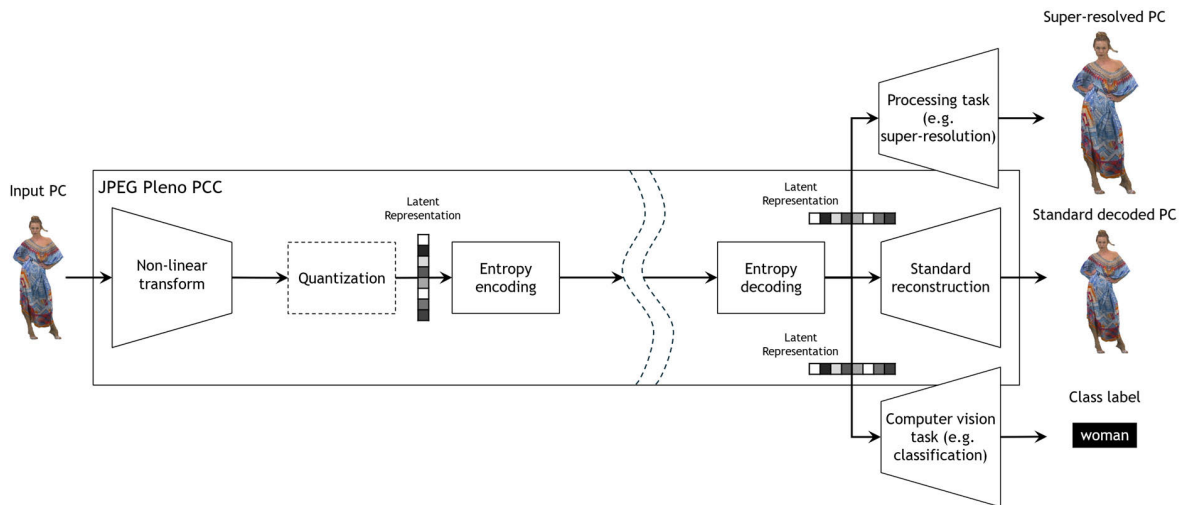 Super-resolved PC
Processing task
(e.g.
super-resolution)
JPEG Pleno PCC
Input PC
Latent
Representation
Latent
Representation
Standard decoded PC
Non-linear
transform
Quantization
Entropy
encoding
Entropy
decoding
Standard
reconstruction
Latent
Representation
Class label
Computer vision
task (e.g.
classification)
woman